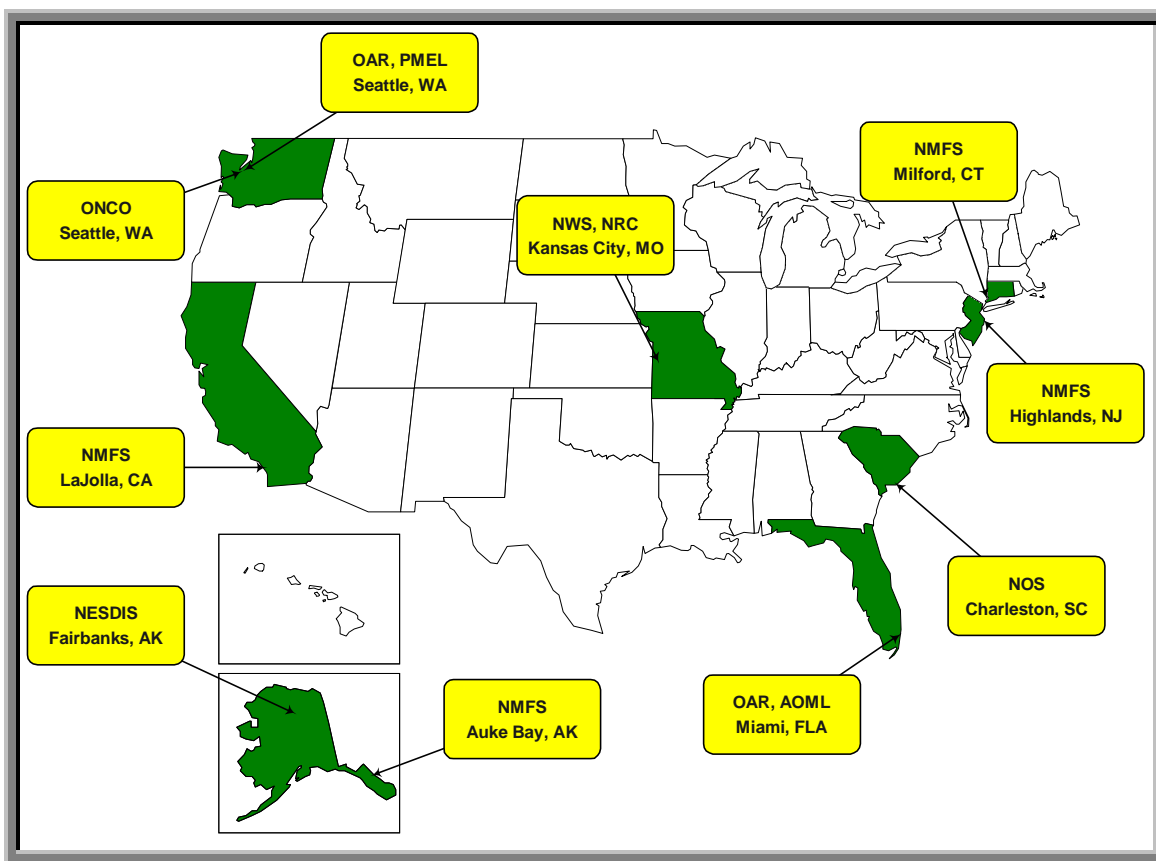 OAR, PMEL
Seattle, WA
NMFS
Milford, CT
ONCO
Seattle, WA
NWS, NRC
Kansas City, MO
NMFS
Highlands, NJ
NMFS
LaJolla, CA
NOS
Charleston, SC
NESDIS
Fairbanks, AK
NMFS
Auke Bay, AK
OAR, AOML
Miami, FLA